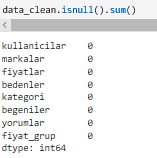 data_clean.isnull().sum()
kullanicilar 0
markalar 0
fiyatlar 0
bedenler 0
kategori 0
begeniler 0
yorumlar 0
fiyat_grup 0
dtype: int64